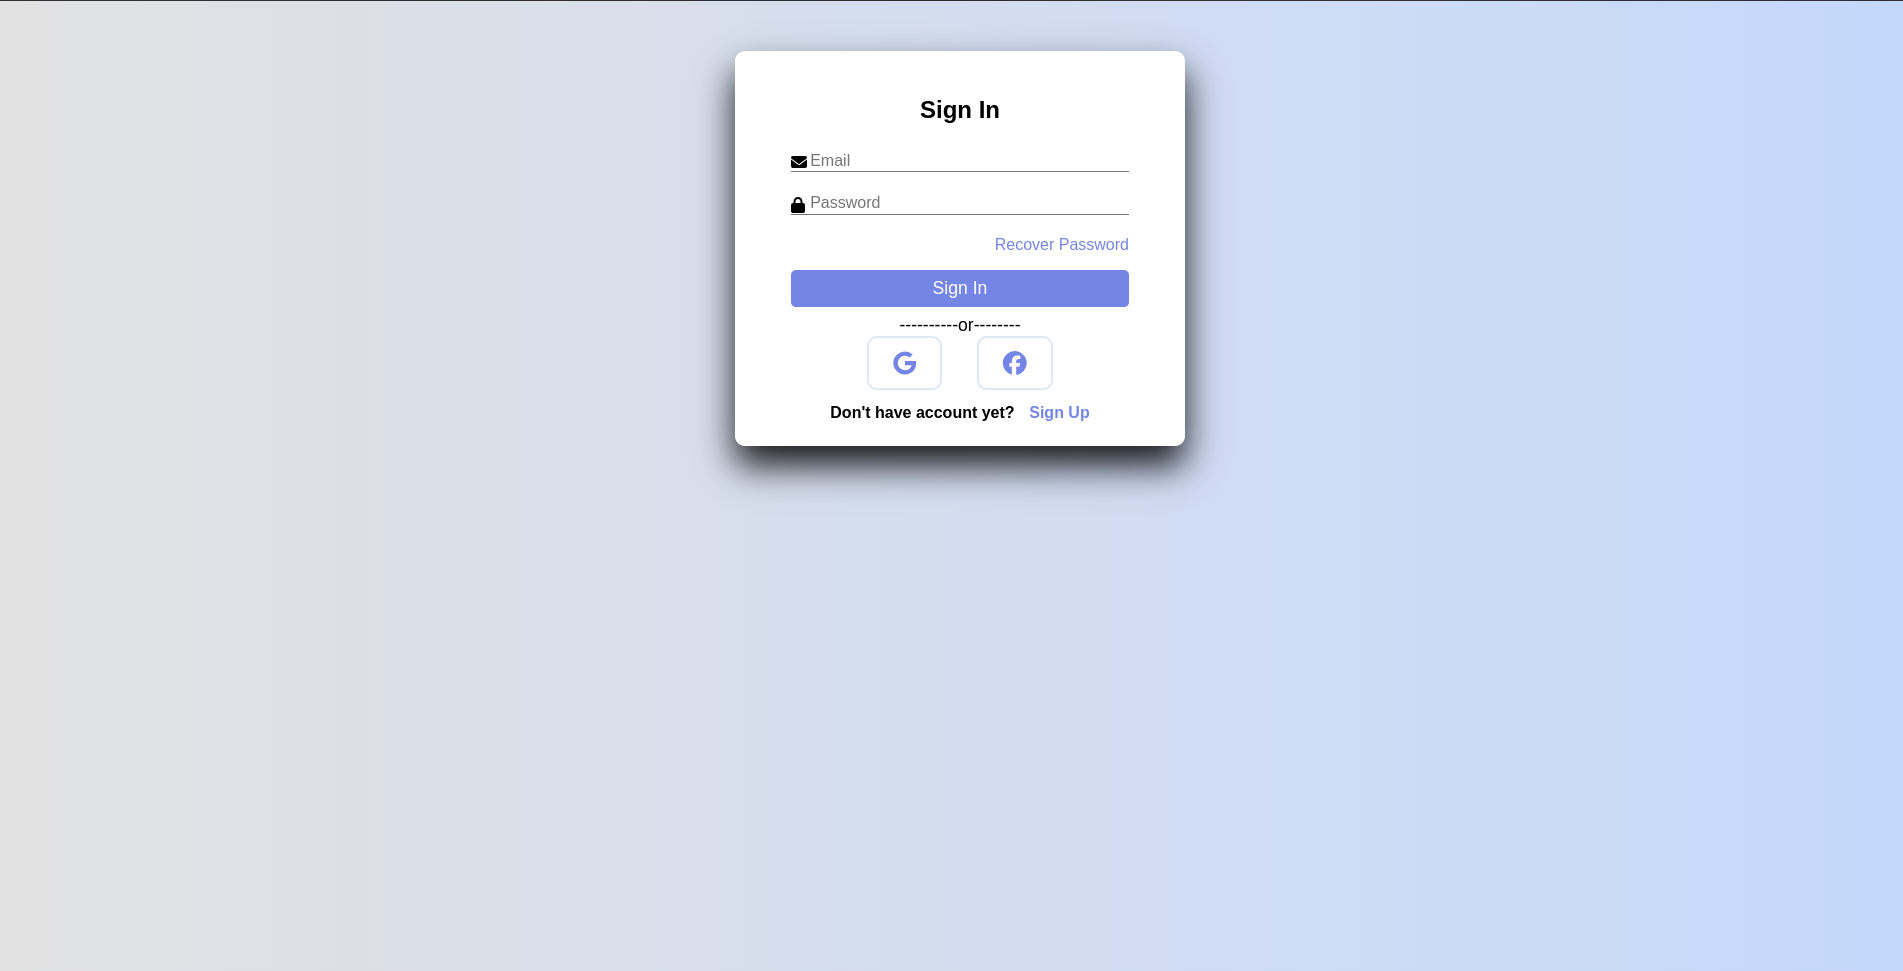 Sign In
Email
Password
Recover Password
Sign In
----------or--------
Don't have account yet? Sign Up